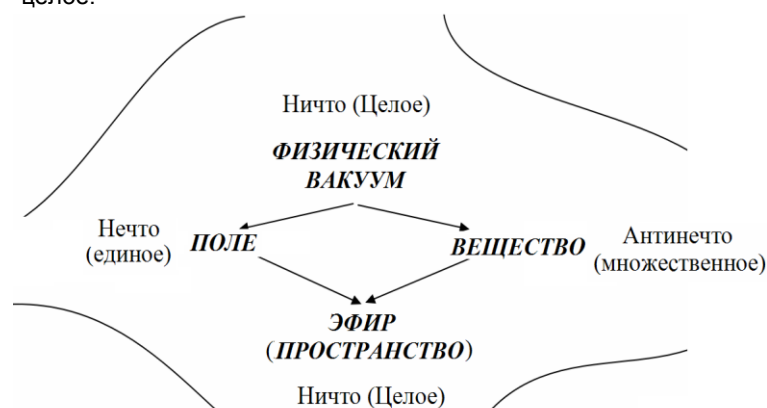 целое.
Ничто (Целое)
ФИЗИЧЕСКИЙ
ВАКУУМ
Нечто
(единое)
ПОЛЕ
ВЕЩЕСТВО
Антинечто
(множественное)
ЭФИР
(ПРОСТРАНСТВО)
Ничто (Целое)